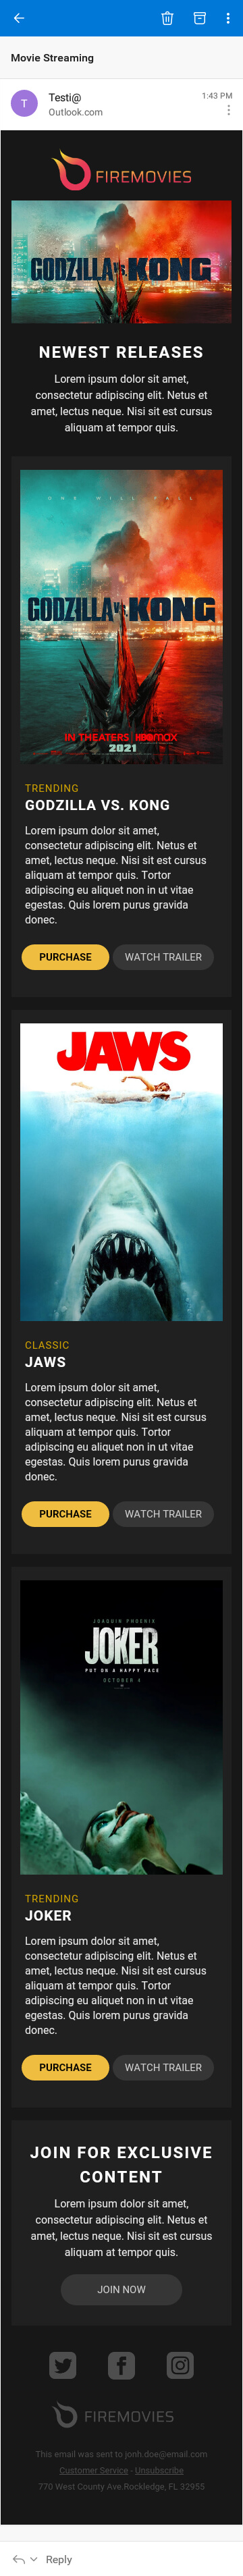 Movie Streaming
T
Testi@
1:43 PM
Outlook.com
FIREMOVIES
GODZILLA VS. KONG
NEWEST RELEASES
Lorem ipsum dolor sit amet,
consectetur adipiscing elit. Netus et
amet, lectus neque. Nisi sit est cursus
aliquam at tempor quis.
ONE WILL FALL
GODZILLA VS. KONG
IN THEATERS HBOMAX
2021
TRENDING
GODZILLA VS. KONG
Lorem ipsum dolor sit amet,
consectetur adipiscing elit. Netus et
amet, lectus neque. Nisi sit est cursus
aliquam at tempor quis. Tortor
adipiscing eu aliquet non in ut vitae
egestas. Quis lorem purus gravida
donec.
PURCHASE WATCH TRAILER
JAWS
CLASSIC
JAWS
Lorem ipsum dolor sit amet,
consectetur adipiscing elit. Netus et
amet, lectus neque. Nisi sit est cursus
aliquam at tempor quis. Tortor
adipiscing eu aliquet non in ut vitae
egestas. Quis lorem purus gravida
donec.
PURCHASE WATCH TRAILER
JOAQUIN PHOENIX
JOKER
PUT ON A HAPPY FACE
OCTOBER 4
TRENDING
JOKER
Lorem ipsum dolor sit amet,
consectetur adipiscing elit. Netus et
amet, lectus neque. Nisi sit est cursus
aliquam at tempor quis. Tortor
adipiscing eu aliquet non in ut vitae
egestas. Quis lorem purus gravida
donec.
PURCHASE WATCH TRAILER
JOIN FOR EXCLUSIVE
CONTENT
Lorem ipsum dolor sit amet,
consectetur adipiscing elit. Netus et
amet, lectus neque. Nisi sit est cursus
aliquam at tempor quis.
JOIN NOW
FIREMOVIES
This email was sent to jonh.doe@email.com
Customer Service - Unsubscribe
770 West County Ave.Rockledge, FL 32955
Reply